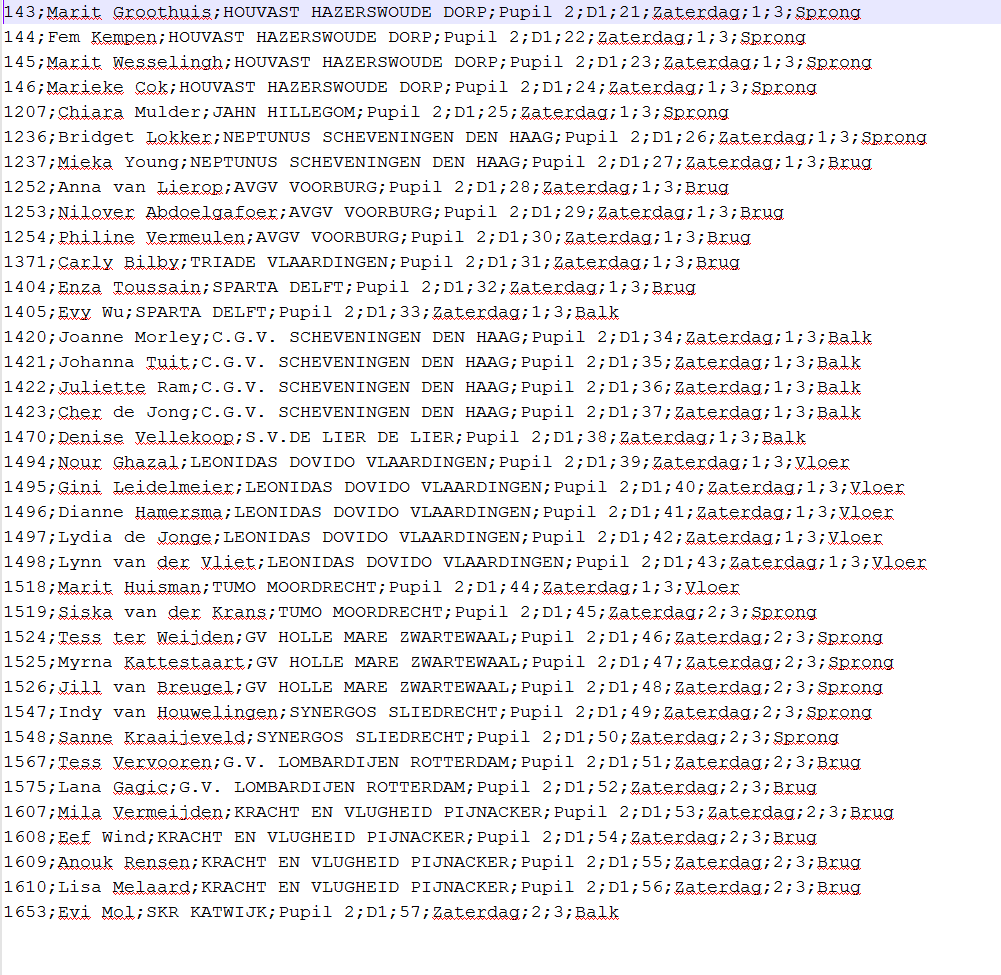 143;Marit Groothuis;HOUVAST HAZERSWOUDE DORP;Pupil 2;D1;21;Zaterdag;1;3;Sprong
144;Fem Kempen;HOUVAST HAZERSWOUDE DORP;Pupil 2;D1;22;Zaterdag;1;3;Sprong
145;Marit Wesselingh;HOUVAST HAZERSWOUDE DORP;Pupil 2;D1;23;Zaterdag;1;3;Sprong
146;Marieke Cok;HOUVAST HAZERSWOUDE DORP;Pupil 2;D1;24;Zaterdag;1;3;Sprong
1207;Chiara Mulder;JAHN HILLEGOM;Pupil 2;D1;25;Zaterdag;1;3;Sprong
1236;Bridget Lokker;NEPTUNUS SCHEVENINGEN DEN HAAG;Pupil 2;D1;26;Zaterdag;1;3;Sprong
1237;Mieka Young;NEPTUNUS SCHEVENINGEN DEN HAAG;Pupil 2;D1;27;Zaterdag;1;3;Brug
1252;Anna van Lierop;AVGV VOORBURG;Pupil 2;D1;28;Zaterdag;1;3;Brug
1253;Nilover Abdoelgafoer;AVGV VOORBURG;Pupil 2;D1;29;Zaterdag;1;3;Brug
1254;Philine Vermeulen;AVGV VOORBURG;Pupil 2;D1;30;Zaterdag;1;3;Brug
1371;Carly Bilby;TRIADE VLAARDINGEN;Pupil 2;D1;31;Zaterdag;1;3;Brug
1404;Enza Toussain;SPARTA DELFT;Pupil 2;D1;32;Zaterdag;1;3;Brug
1405;Evy Wu;SPARTA DELFT;Pupil 2;D1;33;Zaterdag;1;3;Balk
1420;Joanne Morley;C.G.V. SCHEVENINGEN DEN HAAG;Pupil 2;D1;34;Zaterdag;1;3;Balk
1421;Johanna Tuit;C.G.V. SCHEVENINGEN DEN HAAG;Pupil 2;D1;35;Zaterdag;1;3;Balk
1422;Juliette Ram;C.G.V. SCHEVENINGEN DEN HAAG;Pupil 2;D1;36;Zaterdag;1;3;Balk
1423;Cher de Jong;C.G.V. SCHEVENINGEN DEN HAAG;Pupil 2;D1;37;Zaterdag;1;3;Balk
1470;Denise Vellekoop;S.V.DE LIER DE LIER;Pupil 2;D1;38;Zaterdag;1;3;Balk
1494;Nour Ghazal;LEONIDAS DOVIDO VLAARDINGEN;Pupil 2;D1;39;Zaterdag;1;3;Vloer
1495;Gini Leidelmeier;LEONIDAS DOVIDO VLAARDINGEN;Pupil 2;D1;40;Zaterdag;1;3;Vloer
1496;Dianne Hamersma;LEONIDAS DOVIDO VLAARDINGEN;Pupil 2;D1;41;Zaterdag;1;3;Vloer
1497;Lydia de Jonge;LEONIDAS DOVIDO VLAARDINGEN;Pupil 2;D1;42;Zaterdag;1;3;Vloer
1498;Lynn van der Vliet;LEONIDAS DOVIDO VLAARDINGEN;Pupil 2;D1;43;Zaterdag;1;3;Vloer
1518;Marit Huisman;TUMO MOORDRECHT;Pupil 2;D1;44;Zaterdag;1;3;Vloer
1519;Siska van der Krans;TUMO MOORDRECHT;Pupil 2;D1;45;Zaterdag;2;3;Sprong
1524;Tess ter Weijden;GV HOLLE MARE ZWARTEWAAL;Pupil 2;D1;46;Zaterdag;2;3;Sprong
1525;Myrna Kattestaart;GV HOLLE MARE ZWARTEWAAL;Pupil 2;D1;47;Zaterdag;2;3;Sprong
1526;Jill van Breugel;GV HOLLE MARE ZWARTEWAAL;Pupil 2;D1;48;Zaterdag;2;3;Sprong
1547;Indy van Houwelingen;SYNERGOS SLIEDRECHT;Pupil 2;D1;49;Zaterdag;2;3;Sprong
1548;Sanne Kraaijeveld;SYNERGOS SLIEDRECHT;Pupil 2;D1;50;Zaterdag;2;3;Sprong
1567;Tess Vervooren;G.V. LOMBARDIJEN ROTTERDAM;Pupil 2;D1;51;Zaterdag;2;3;Brug
1575;Lana Gagic;G.V. LOMBARDIJEN ROTTERDAM;Pupil 2;D1;52;Zaterdag;2;3;Brug
1607;Mila Vermeijden;KRACHT EN VLUGHEID PIJNACKER;Pupil 2;D1;53;Zaterdag;2;3;Brug
1608;Eef Wind;KRACHT EN VLUGHEID PIJNACKER;Pupil 2;D1;54;Zaterdag;2;3;Brug
1609;Anouk Rensen;KRACHT EN VLUGHEID PIJNACKER;Pupil 2;D1;55;Zaterdag;2;3;Brug
1610;Lisa Melaard;KRACHT EN VLUGHEID PIJNACKER;Pupil 2;D1;56;Zaterdag;2;3;Brug
1653;Evi Mol;SKR KATWIJK;Pupil 2;D1;57;Zaterdag;2;3;Balk